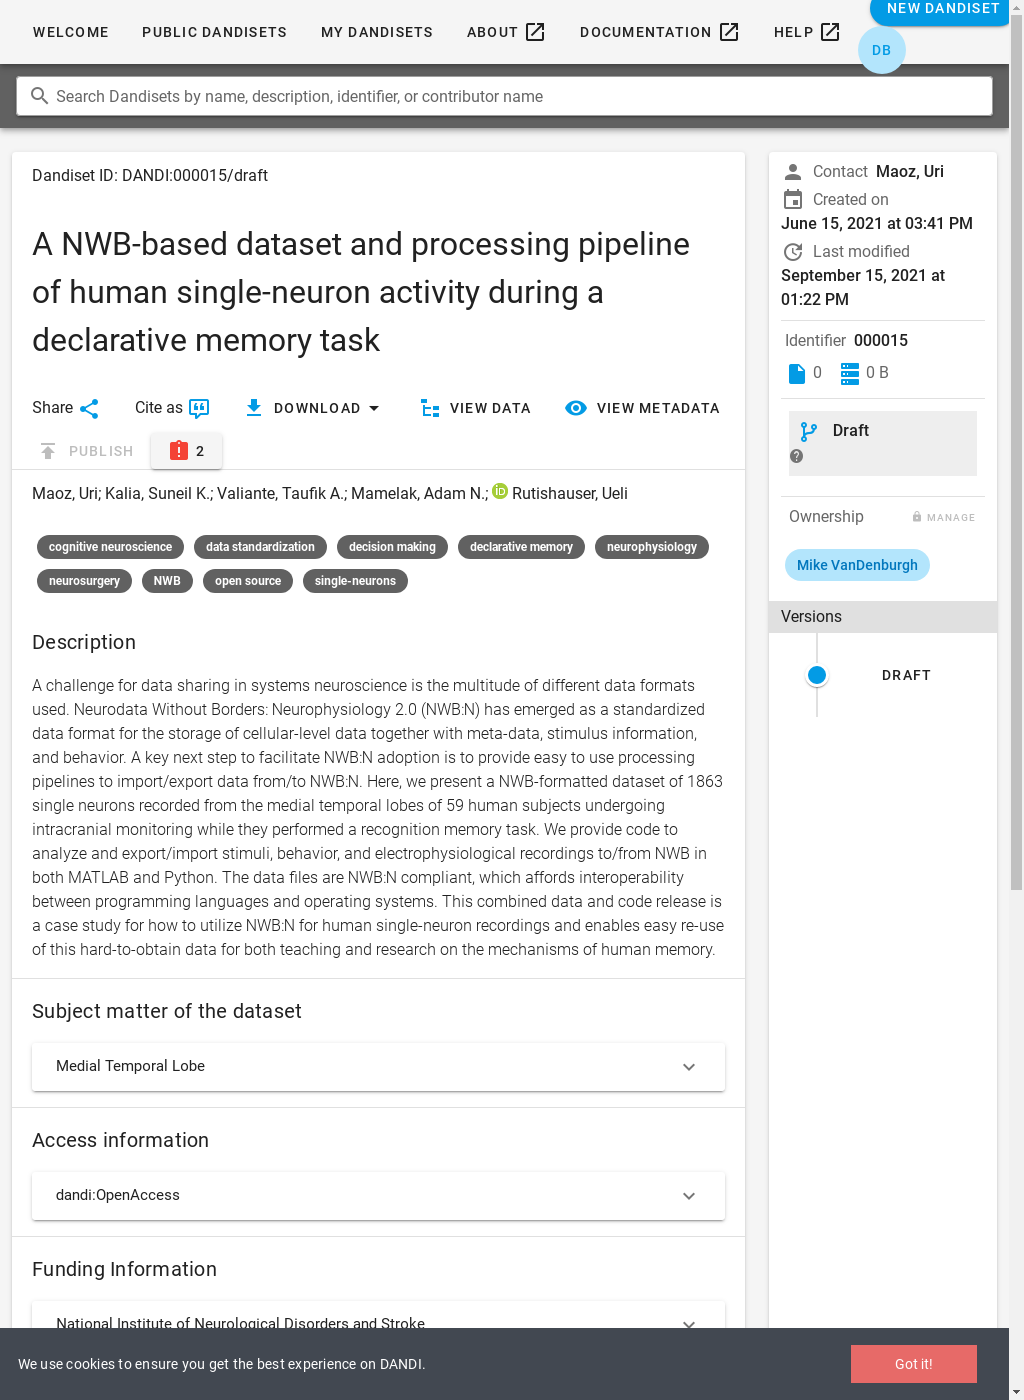 WELCOME PUBLIC DANDISETS MY DANDISETS ABOUT DOCUMENTATION HELP NEW DANDISET
DB
Search Dandisets by name, description, identifier, or contributor name
Dandiset ID: DANDI:000015/draft
A NWB-based dataset and processing pipeline
of human single-neuron activity during a
declarative memory task
Share Cite as DOWNLOAD VIEW DATA VIEW METADATA
PUBLISH 2
Maoz, Uri; Kalia, Suneil K.; Valiante, Taufik A.; Mamelak, Adam N.; iD Rutishauser, Ueli
cognitive neuroscience data standardization decision making declarative memory neurophysiology
neurosurgery NWB open source single-neurons
Description
A challenge for data sharing in systems neuroscience is the multitude of different data formats
used. Neurodata Without Borders: Neurophysiology 2.0 (NWB:N) has emerged as a standardized
data format for the storage of cellular-level data together with meta-data, stimulus information,
and behavior. A key next step to facilitate NWB:N adoption is to provide easy to use processing
pipelines to import/export data from/to NWB:N. Here, we present a NWB-formatted dataset of 1863
single neurons recorded from the medial temporal lobes of 59 human subjects undergoing
intracranial monitoring while they performed a recognition memory task. We provide code to
analyze and export/import stimuli, behavior, and electrophysiological recordings to/from NWB in
both MATLAB and Python. The data files are NWB:N compliant, which affords interoperability
between programming languages and operating systems. This combined data and code release is
a case study for how to utilize NWB:N for human single-neuron recordings and enables easy re-use
of this hard-to-obtain data for both teaching and research on the mechanisms of human memory.
Subject matter of the dataset
Medial Temporal Lobe
Access information
dandi:OpenAccess
Funding Information
National Institute of Neurological Disorders and Stroke
Contact Maoz, Uri
Created on
June 15, 2021 at 03:41 PM
Last modified
September 15, 2021 at
01:22 PM
Identifier 000015
0 0 B
Draft
?
Ownership MANAGE
Mike VanDenburgh
Versions
DRAFT
We use cookies to ensure you get the best experience on DANDI.
Got it!